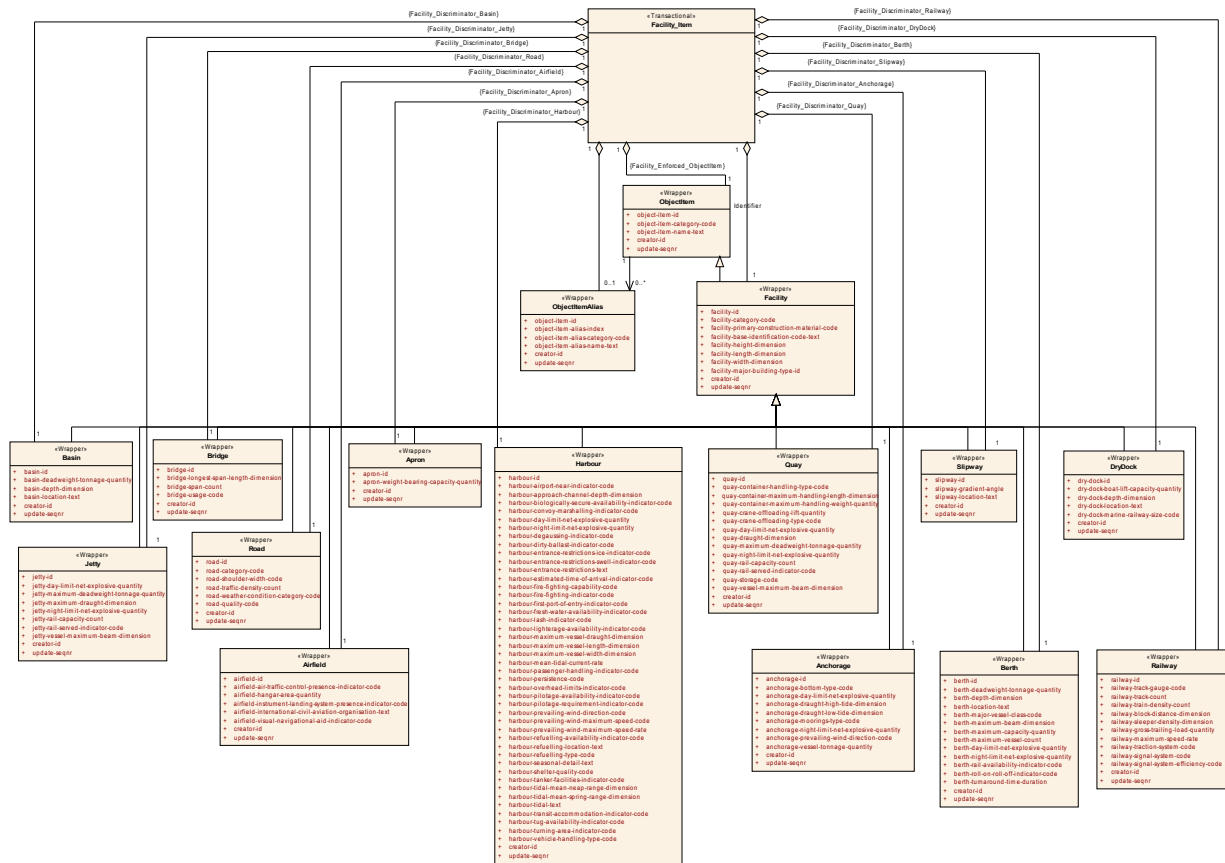 {Facility_Discriminator_Basin}
{Facility_Discriminator_Jetty}
{Facility_Discriminator_Bridge}
{Facility_Discriminator_Road}
{Facility_Discriminator_Airfield}
{Facility_Discriminator_Apron}
{Facility_Discriminator_Harbour}
«Transactional»
Facility_Item
{Facility_Discriminator_Railway}
{Facility_Discriminator_DryDock}
{Facility_Discriminator_Berth}
{Facility_Discriminator_Slipway}
{Facility_Discriminator_Anchorage}
{Facility_Discriminator_Quay}
{Facility_Enforced_ObjectItem}
«Wrapper»
ObjectItem
+ object-item-id
+ object-item-category-code
+ object-item-name-text
+ creator-id
+ update-seqnr
Identifier
1
0..1
0..*
1
«Wrapper»
ObjectItemAlias
+ object-item-id
+ object-item-alias-index
+ object-item-alias-category-code
+ object-item-alias-name-text
+ creator-id
+ update-seqnr
«Wrapper»
Facility
+ facility-id
+ facility-category-code
+ facility-primary-construction-material-code
+ facility-base-identification-code-text
+ facility-height-dimension
+ facility-length-dimension
+ facility-width-dimension
+ facility-major-building-type-id
+ creator-id
+ update-seqnr
«Wrapper»
Basin
+ basin-id
+ basin-deadweight-tonnage-quantity
+ basin-depth-dimension
+ basin-location-text
+ creator-id
+ update-seqnr
«Wrapper»
Bridge
+ bridge-id
+ bridge-longest-span-length-dimension
+ bridge-span-count
+ bridge-usage-code
+ creator-id
+ update-seqnr
«Wrapper»
Apron
+ apron-id
+ apron-weight-bearing-capacity-quantity
+ creator-id
+ update-seqnr
«Wrapper»
Harbour
+ harbour-id
+ harbour-airport-near-indicator-code
+ harbour-approach-channel-depth-dimension
+ harbour-biologically-secure-availability-indicator-code
+ harbour-convoy-marshalling-indicator-code
+ harbour-day-limit-net-explosive-quantity
+ harbour-night-limit-net-explosive-quantity
+ harbour-degaussing-indicator-code
+ harbour-dirty-ballast-indicator-code
+ harbour-entrance-restrictions-ice-indicator-code
+ harbour-entrance-restrictions-swell-indicator-code
+ harbour-entrance-restrictions-text
+ harbour-estimated-time-of-arrival-indicator-code
+ harbour-fire-fighting-capability-code
+ harbour-fire-fighting-indicator-code
+ harbour-first-port-of-entry-indicator-code
+ harbour-fresh-water-availability-indicator-code
+ harbour-lash-indicator-code
+ harbour-lighterage-availability-indicator-code
+ harbour-maximum-vessel-draught-dimension
+ harbour-maximum-vessel-length-dimension
+ harbour-maximum-vessel-width-dimension
+ harbour-mean-tidal-current-rate
+ harbour-passenger-handling-indicator-code
+ harbour-persistence-code
+ harbour-overhead-limits-indicator-code
+ harbour-pilotage-availability-indicator-code
+ harbour-pilotage-requirement-indicator-code
+ harbour-prevailing-wind-direction-code
+ harbour-prevailing-wind-maximum-speed-code
+ harbour-prevailing-wind-maximum-speed-rate
+ harbour-refuelling-availability-indicator-code
+ harbour-refuelling-location-text
+ harbour-refuelling-type-code
+ harbour-seasonal-detail-text
+ harbour-shelter-quality-code
+ harbour-tanker-facilities-indicator-code
+ harbour-tidal-mean-neap-range-dimension
+ harbour-tidal-mean-spring-range-dimension
+ harbour-tidal-text
+ harbour-transit-accommodation-indicator-code
+ harbour-tug-availability-indicator-code
+ harbour-turning-area-indicator-code
+ harbour-vehicle-handling-type-code
+ creator-id
+ update-seqnr
«Wrapper»
Quay
+ quay-id
+ quay-container-handling-type-code
+ quay-container-maximum-handling-length-dimension
+ quay-container-maximum-handling-weight-quantity
+ quay-crane-offloading-lift-quantity
+ quay-crane-offloading-type-code
+ quay-day-limit-net-explosive-quantity
+ quay-draught-dimension
+ quay-maximum-deadweight-tonnage-quantity
+ quay-night-limit-net-explosive-quantity
+ quay-rail-capacity-count
+ quay-rail-served-indicator-code
+ quay-storage-code
+ quay-vessel-maximum-beam-dimension
+ creator-id
+ update-seqnr
«Wrapper»
Slipway
+ slipway-id
+ slipway-gradient-angle
+ slipway-location-text
+ creator-id
+ update-seqnr
«Wrapper»
DryDock
+ dry-dock-id
+ dry-dock-boat-lift-capacity-quantity
+ dry-dock-depth-dimension
+ dry-dock-location-text
+ dry-dock-marine-railway-size-code
+ creator-id
+ update-seqnr
«Wrapper»
Jetty
+ jetty-id
+ jetty-day-limit-net-explosive-quantity
+ jetty-maximum-deadweight-tonnage-quantity
+ jetty-maximum-draught-dimension
+ jetty-night-limit-net-explosive-quantity
+ jetty-rail-capacity-count
+ jetty-rail-served-indicator-code
+ jetty-vessel-maximum-beam-dimension
+ creator-id
+ update-seqnr
«Wrapper»
Road
+ road-id
+ road-category-code
+ road-shoulder-width-code
+ road-traffic-density-count
+ road-weather-condition-category-code
+ road-quality-code
+ creator-id
+ update-seqnr
«Wrapper»
Airfield
+ airfield-id
+ airfield-air-traffic-control-presence-indicator-code
+ airfield-hangar-area-quantity
+ airfield-instrument-landing-system-presence-indicator-code
+ airfield-international-civil-aviation-organisation-text
+ airfield-visual-navigational-aid-indicator-code
+ creator-id
+ update-seqnr
«Wrapper»
Anchorage
+ anchorage-id
+ anchorage-bottom-type-code
+ anchorage-day-limit-net-explosive-quantity
+ anchorage-draught-high-tide-dimension
+ anchorage-draught-low-tide-dimension
+ anchorage-moorings-type-code
+ anchorage-night-limit-net-explosive-quantity
+ anchorage-prevailing-wind-direction-code
+ anchorage-vessel-tonnage-quantity
+ creator-id
+ update-seqnr
«Wrapper»
Berth
+ berth-id
+ berth-deadweight-tonnage-quantity
+ berth-depth-dimension
+ berth-location-text
+ berth-major-vessel-class-code
+ berth-maximum-beam-dimension
+ berth-maximum-capacity-quantity
+ berth-maximum-vessel-count
+ berth-day-limit-net-explosive-quantity
+ berth-night-limit-net-explosive-quantity
+ berth-rail-availability-indicator-code
+ berth-roll-on-roll-off-indicator-code
+ berth-turnaround-time-duration
+ creator-id
+ update-seqnr
«Wrapper»
Railway
+ railway-id
+ railway-track-gauge-code
+ railway-track-count
+ railway-train-density-count
+ railway-block-distance-dimension
+ railway-sleeper-density-dimension
+ railway-gross-trailing-load-quantity
+ railway-maximum-speed-rate
+ railway-traction-system-code
+ railway-signal-system-code
+ railway-signal-system-efficiency-code
+ creator-id
+ update-seqnr